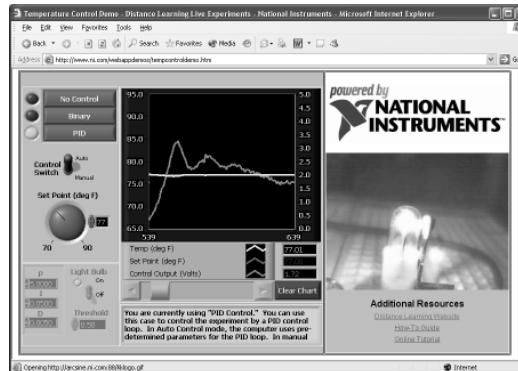 Temperature Control Demo - Distance Learning Live Experiments - National Instruments - Microsoft Internet Explorer
File Edit View Favorites Tools Help
Back Search Favorites Media
Address http://www.ni.com/webappdemos/tempcontroldemo.htm Go
No Control
Binary
PID
Control Switch
Auto
Manual
Set Point (deg F)
77
70 90
P
I
D
Light Bulb
On
Off
Threshold
0.50
95.0
90.0
85.0
80.0
75.0
70.0
65.0
5.0
4.5
4.0
3.5
3.0
2.5
2.0
1.5
1.0
0.5
0.0
539 639
Temp (deg F) 77.01
Set Point (deg F)
Control Output (Volts) 1.72
Clear Chart
You are currently using "PID Control." You can use
this case to control the experiment by a PID control
loop. In Auto Control mode, the computer uses pre-
determined parameters for the PID loop. In manual
powered by
NATIONAL
INSTRUMENTS
Additional Resources
Distance Learning Website
How-To Guide
Online Tutorial
Internet